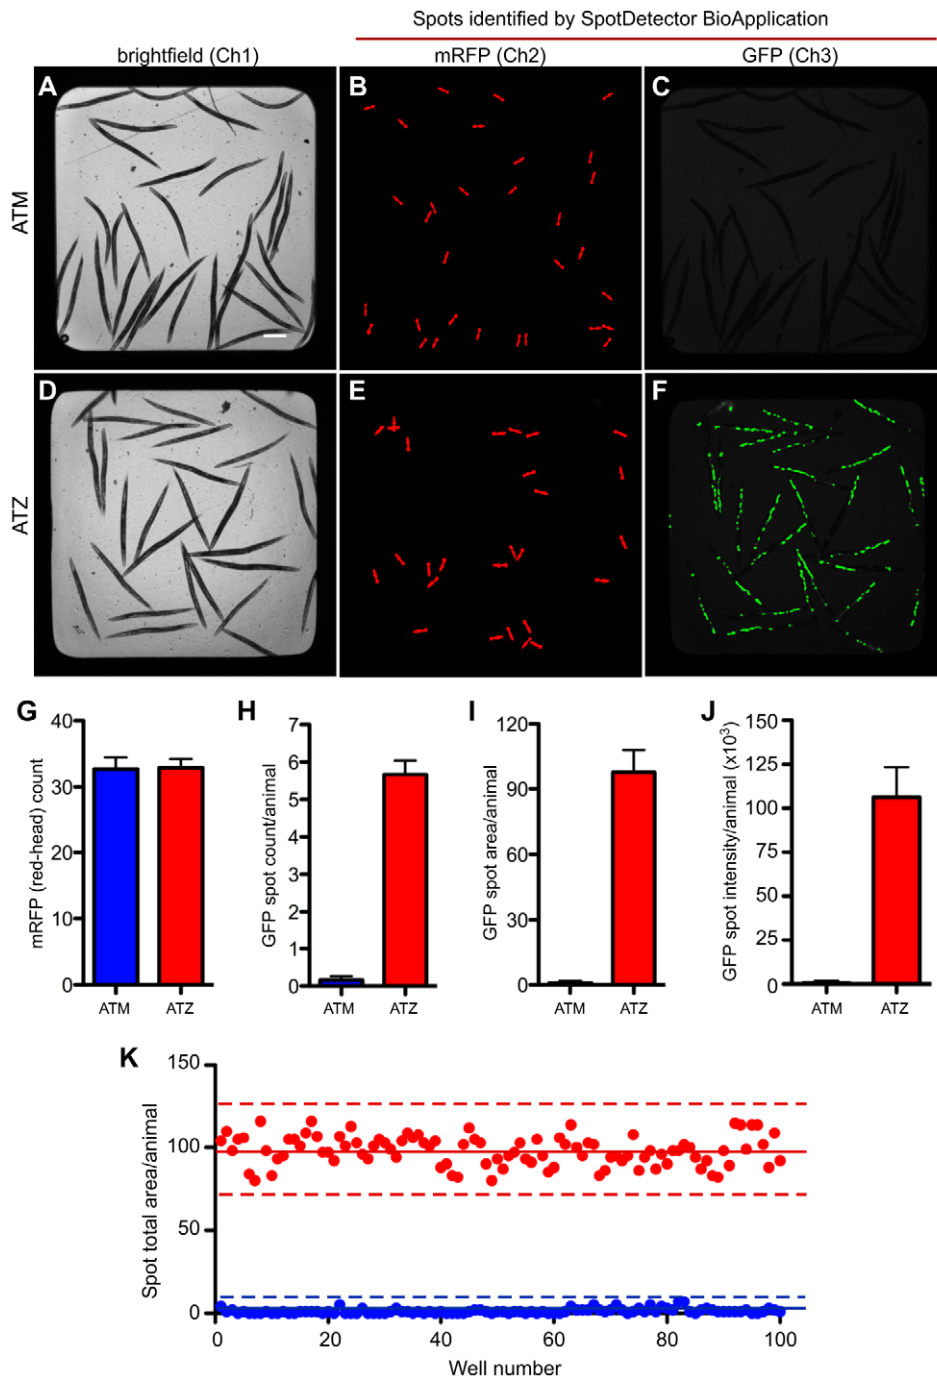 Spots identified by SpotDetector BioApplication
brightfield (Ch1)
mRFP (Ch2)
GFP (Ch3)
A
B
C
ATM
D
E
F
ATZ
G
mRFP (red-head) count
40
30
20
10
0
ATM
ATZ
H
GFP spot count/animal
7
6
5
4
3
2
1
0
ATM
ATZ
I
GFP spot area/animal
120
90
60
30
0
ATM
ATZ
J
GFP spot intensity/animal (x10³)
150
125
100
75
50
25
0
ATM
ATZ
K
Spot total area/animal
150
100
50
0
0
20
40
60
80
100
Well number